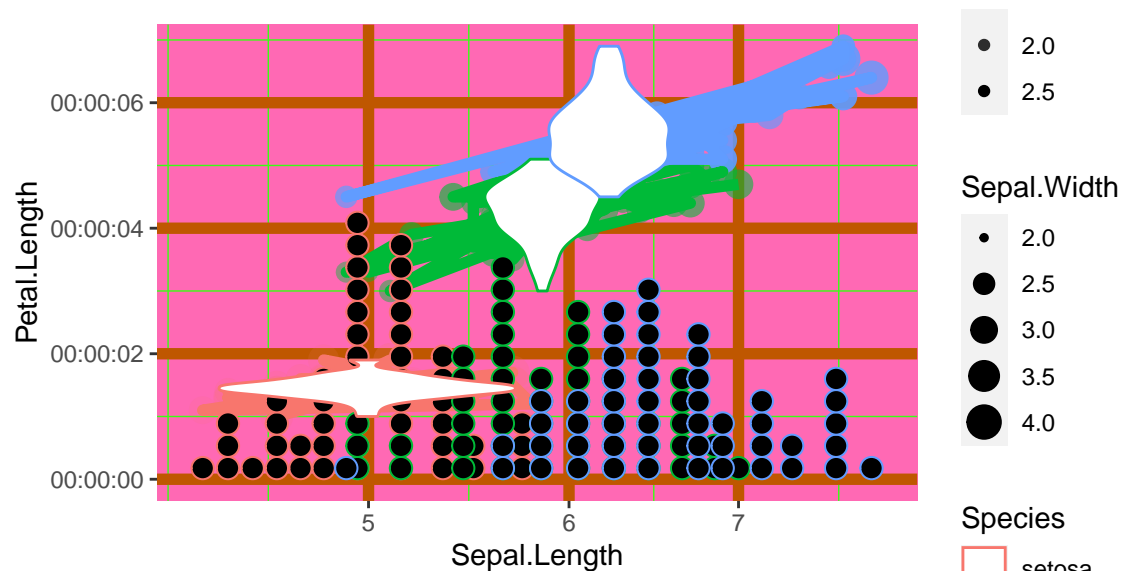 2.0
2.5
Sepal.Width
2.0
2.5
3.0
3.5
4.0
Species
setosa
00:00:06
00:00:04
00:00:02
00:00:00
Petal.Length
5 6 7
Sepal.Length